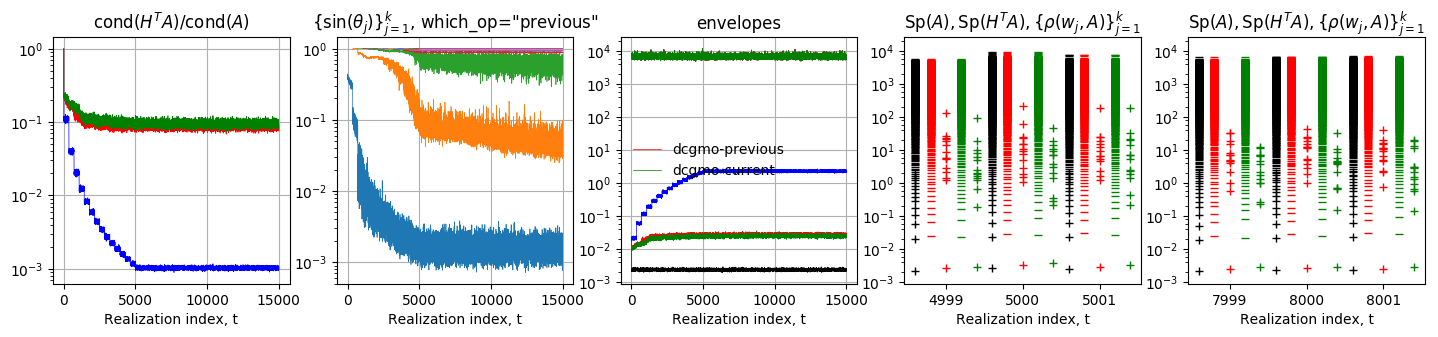 cond(H^T A)/cond(A)
{sin(θ_j)}_{j=1}^k, which_op="previous"
envelopes
Sp(A), Sp(H^T A), {ρ(w_j, A)}_{j=1}^k
Sp(A), Sp(H^T A), {ρ(w_j, A)}_{j=1}^k
10^0
10^{-1}
10^{-2}
10^{-3}
0 5000 10000 15000
Realization index, t
10^0
10^{-1}
10^{-2}
10^{-3}
0 5000 10000 15000
Realization index, t
10^4
10^3
10^2
10^1
10^0
10^{-1}
10^{-2}
10^{-3}
dcgmo-previous
dcgmo-current
0 5000 10000 15000
Realization index, t
10^4
10^3
10^2
10^1
10^0
10^{-1}
10^{-2}
10^{-3}
4999 5000 5001
Realization index, t
10^4
10^3
10^2
10^1
10^0
10^{-1}
10^{-2}
10^{-3}
7999 8000 8001
Realization index, t